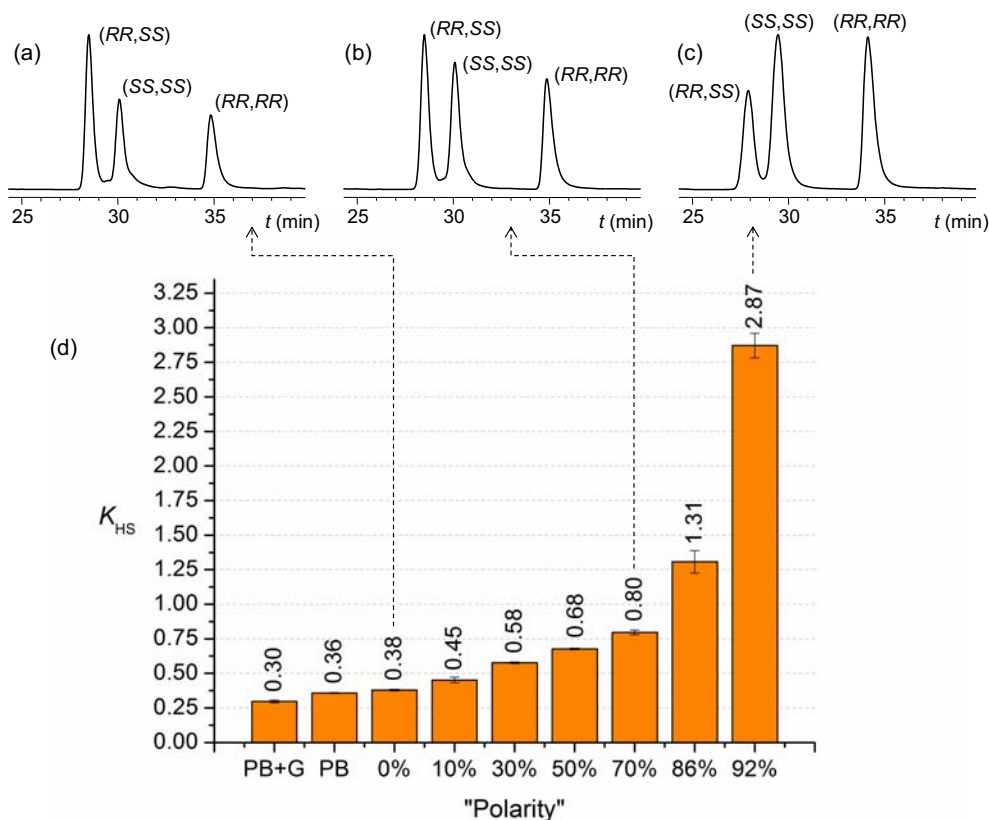 (a)
(RR,SS)
(SS,SS)
(RR,RR)
25 30 35 t (min)
(b)
(RR,SS)
(SS,SS)
(RR,RR)
25 30 35 t (min)
(c)
(SS,SS)
(RR,RR)
(RR,SS)
25 30 35 t (min)
(d)
3.25
3.00
2.75
2.50
2.25
2.00
1.75
1.50
1.25
1.00
0.75
0.50
0.25
0.00
KHS
0.30 0.36 0.38 0.45 0.58 0.68 0.80 1.31 2.87
PB+G PB 0% 10% 30% 50% 70% 86% 92%
"Polarity"